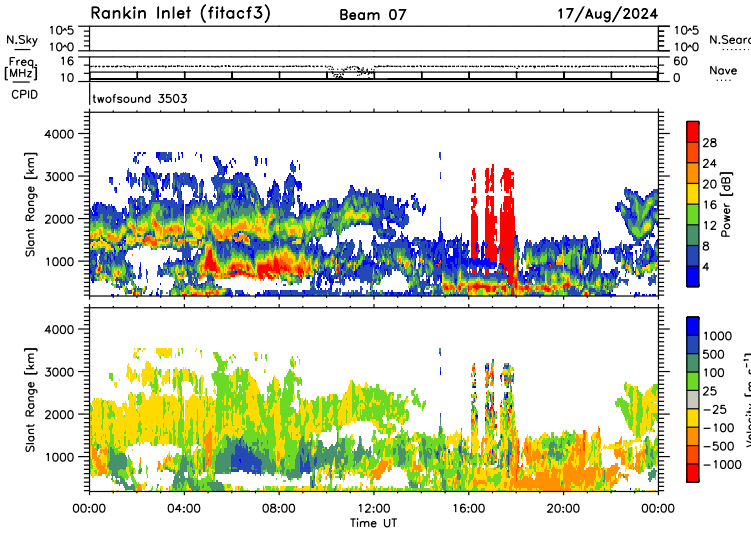 Rankin Inlet (fitacf3) Beam 07 17/Aug/2024
N.Sky 10^5 10^0 10^5 10^0 N.Searc
Freq. [MHz] 16 10 60 0 Nave
CPID twofsound 3503
Slant Range [km] 4000 3000 2000 1000
28 24 20 16 12 8 4 Power [dB]
Slant Range [km] 4000 3000 2000 1000
1000 500 100 25 -25 -100 -500 -1000 Velocity [m s⁻¹]
00:00 04:00 08:00 12:00 16:00 20:00 00:00
Time UT